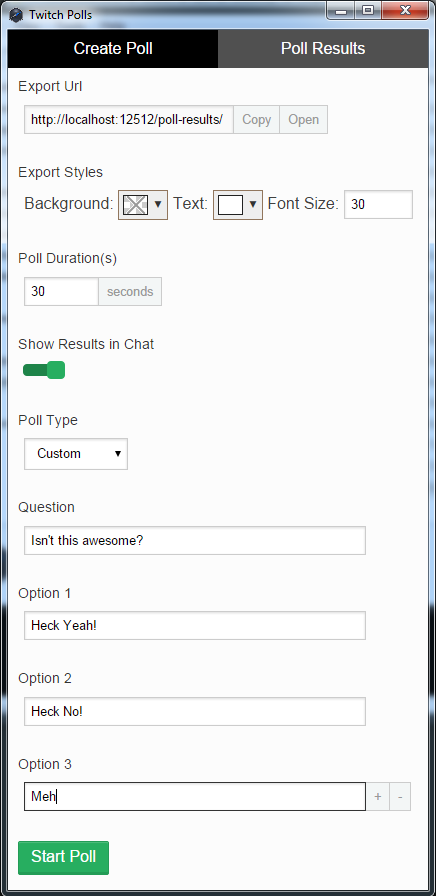 Twitch Polls
Create Poll Poll Results
Export Url
http://localhost:12512/poll-results/ Copy Open
Export Styles
Background: Text: Font Size: 30
Poll Duration(s)
30 seconds
Show Results in Chat
Poll Type
Custom
Question
Isn't this awesome?
Option 1
Heck Yeah!
Option 2
Heck No!
Option 3
Meh + -
Start Poll